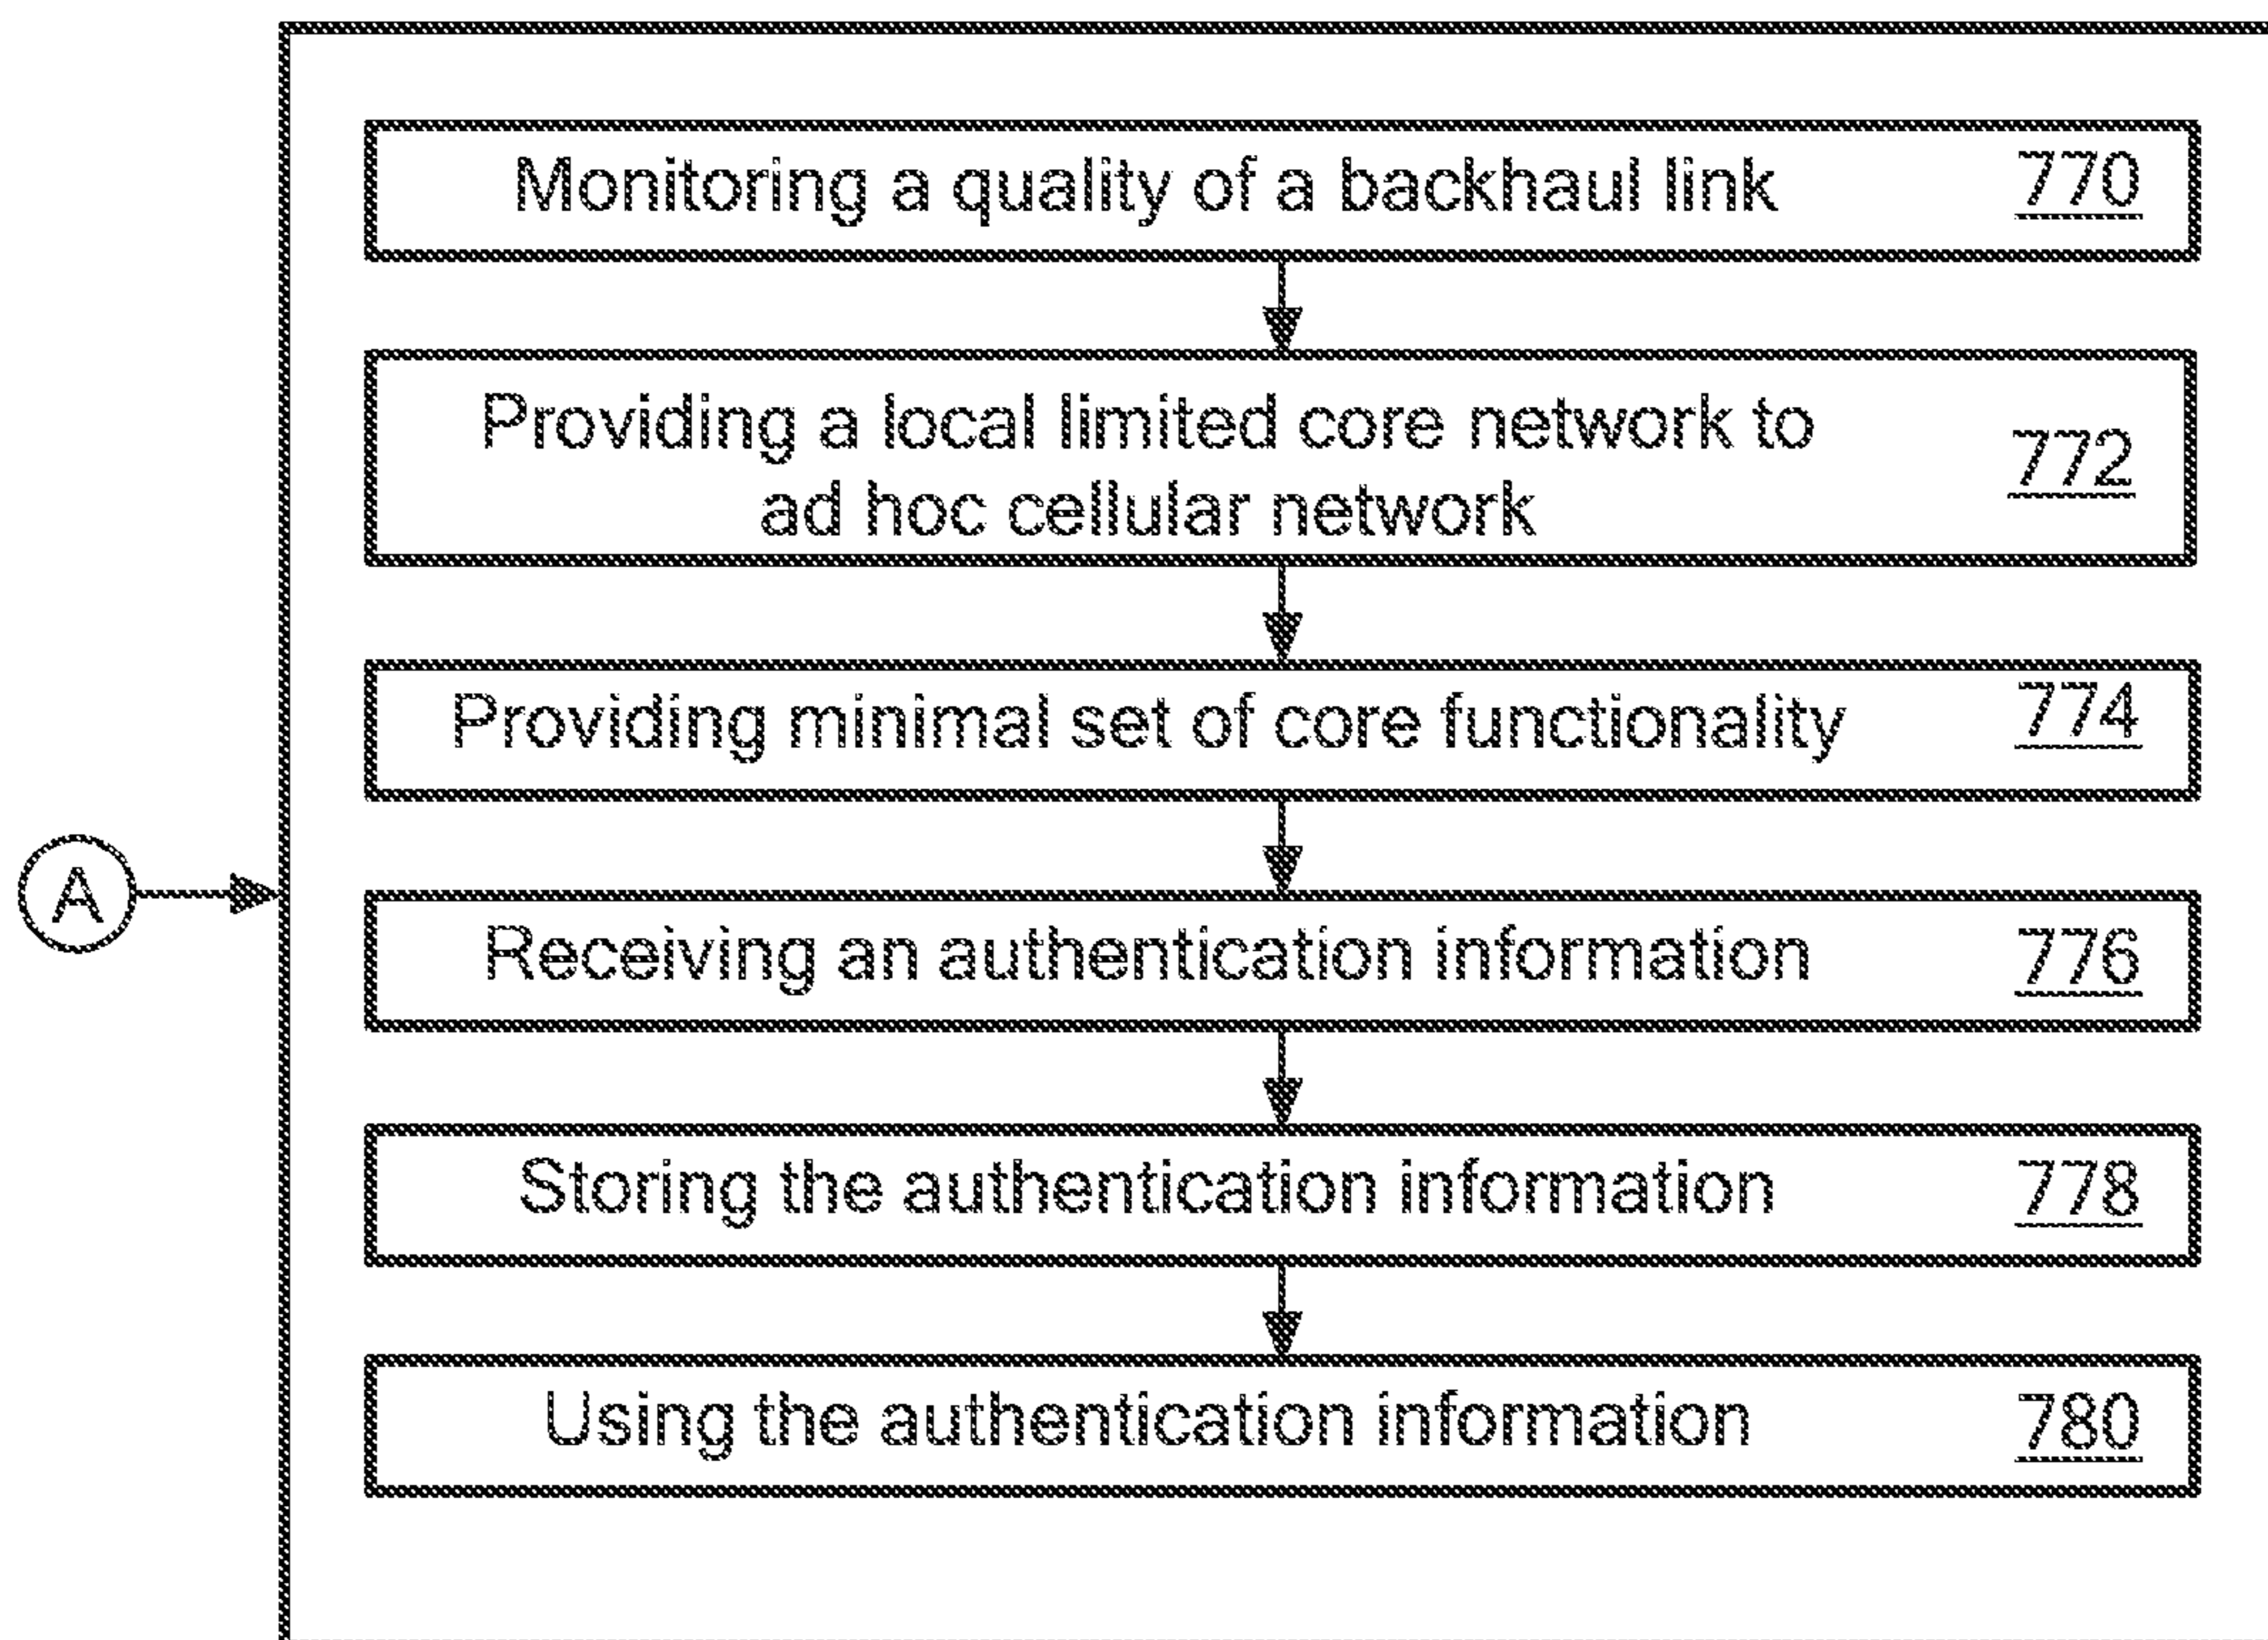 Monitoring a quality of a backhaul link 770
Providing a local limited core network to
ad hoc cellular network 772
Providing minimal set of core functionality 774
A
Receiving an authentication information 776
Storing the authentication information 778
Using the authentication information 780